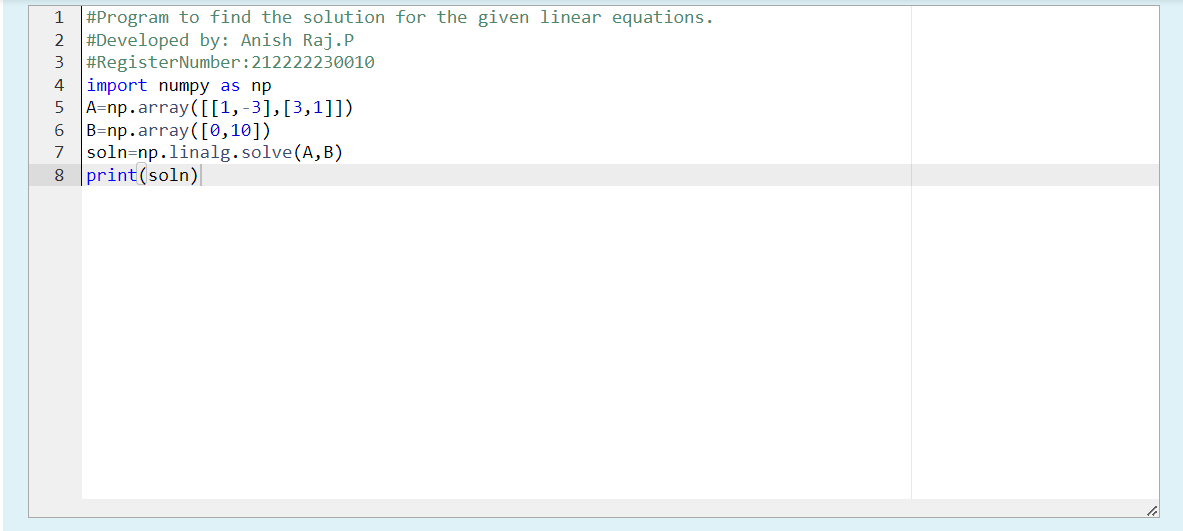 1 #Program to find the solution for the given linear equations.
2 #Developed by: Anish Raj.P
3 #RegisterNumber:212222230010
4 import numpy as np
5 A=np.array([[1,-3],[3,1]])
6 B=np.array([0,10])
7 soln=np.linalg.solve(A,B)
8 print(soln)